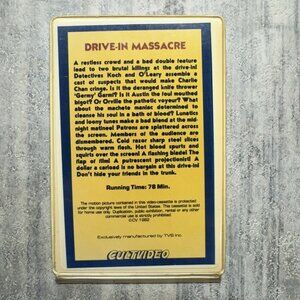 DRIVE-IN MASSACRE
A restless crowd and a bad double feature
lead to two brutal killings at the drive-in!
Detectives Koch and O'Leary assemble a
cast of suspects that would make Charlie
Chan cringe. Is it the deranged knife thrower
'Germy' Garmi? Is it Austin the foul mouthed
bigot? Or Orville the pathetic voyeur? What
about the machete maniac determined to
cleanse his soul in a bath of blood? Lunatics
and loony tunes make a bad blend at the mid-
night matinee! Patrons are splattered across
the screen. Members of the audience are
dismembered. Cold razor sharp steel slices
through warm flesh. Hot blood spurts and
squirts over the screen! A flashing blade! The
flap of film! A putrescent projectionist! A
dollar a carload is no bargain at this drive-in!
Don't hide your friends in the trunk.
Running Time: 78 Min.
The motion picture contained in this video-cassette is protected
under the copyright laws of the United States. This cassette is sold
for home use only. Duplication, public exhibition, rental or any other
commercial use is strictly prohibited.
©CV 1982
Exclusively manufactured by TVS Inc.
CULTVIDEO